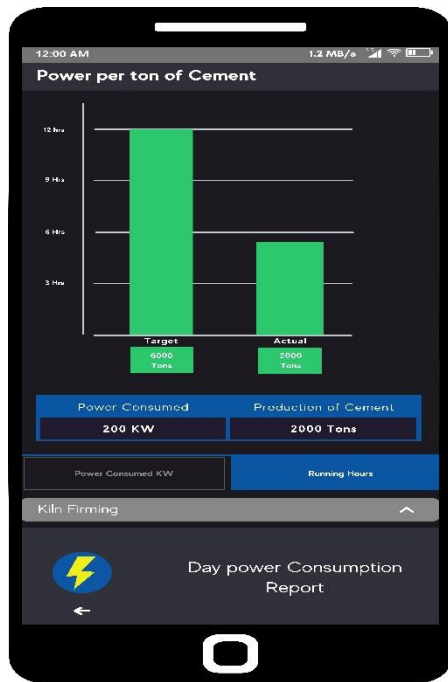 12:00 AM 1.2 MB/s
Power per ton of Cement
12 hrs
9 Hrs
6 Hrs
3 Hrs
Target Actual
6000 2000
Tons Tons
Power Consumed Production of Cement
200 KW 2000 Tons
Power Consumed KW Running Hours
Kiln Firming
Day power Consumption
Report